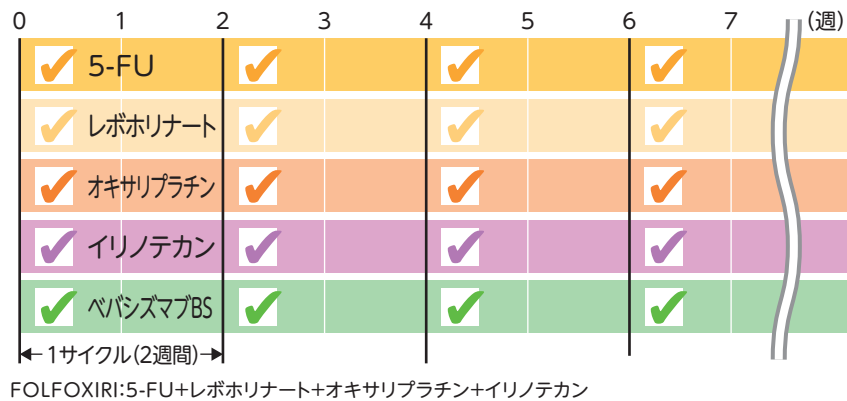 0 1 2 3 4 5 6 7 (週)
5-FU
レボホリナート
オキサリプラチン
イリノテカン
ベバシズマブBS
1サイクル(2週間)
FOLFOXIRI:5-FU+レボホリナート+オキサリプラチン+イリノテカン